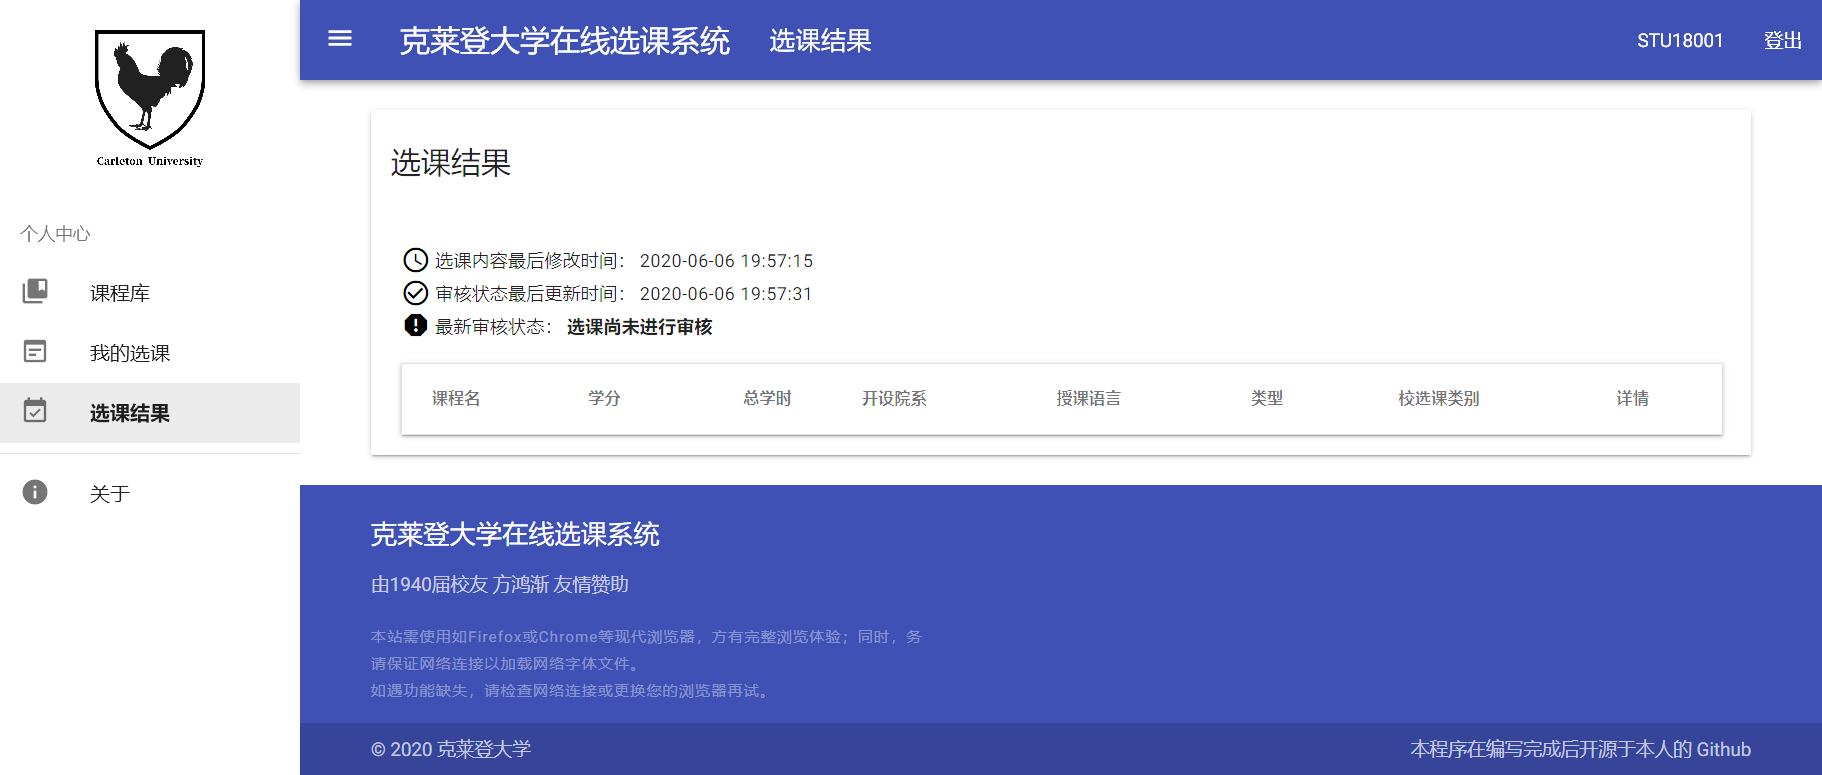 Carleton University
个人中心
课程库
我的选课
选课结果
关于
克莱登大学在线选课系统 选课结果 STU18001 登出
选课结果
选课内容最后修改时间： 2020-06-06 19:57:15
审核状态最后更新时间： 2020-06-06 19:57:31
最新审核状态： 选课尚未进行审核
课程名 学分 总学时 开设院系 授课语言 类型 校选课类别 详情
克莱登大学在线选课系统
由1940届校友 方鸿渐 友情赞助
本站需使用如Firefox或Chrome等现代浏览器，方有完整浏览体验；同时，务
请保证网络连接以加载网络字体文件。
如遇功能缺失，请检查网络连接或更换您的浏览器再试。
© 2020 克莱登大学 本程序在编写完成后开源于本人的 Github